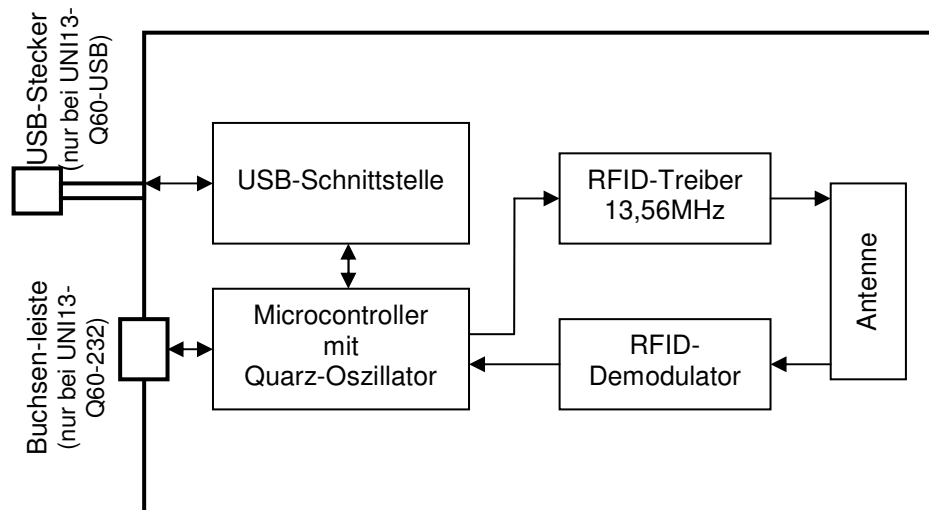 USB-Stecker
(nur bei UNI13-
Q60-USB)
USB-Schnittstelle
RFID-Treiber
13,56MHz
Antenne
Buchsen-leiste
(nur bei UNI13-
Q60-232)
Microcontroller
mit
Quarz-Oszillator
RFID-
Demodulator